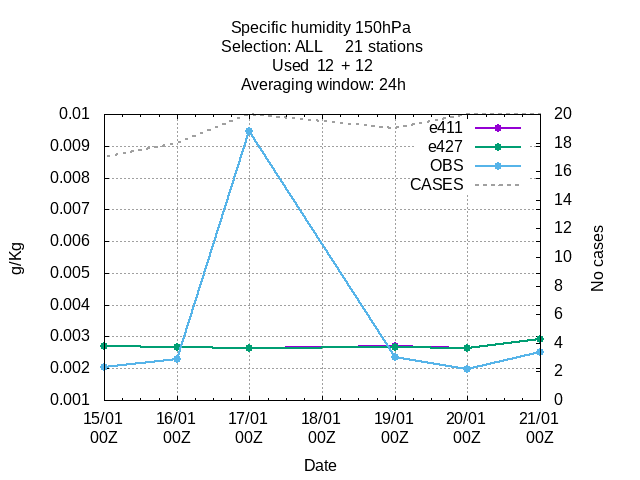 Specific humidity 150hPa
Selection: ALL     21 stations
Used  12  + 12
Averaging window: 24h
0.01
0.009
0.008
0.007
0.006
0.005
0.004
0.003
0.002
0.001
g/Kg
e411
e427
OBS
CASES
20
18
16
14
12
10
8
6
4
2
0
No cases
15/01 16/01 17/01 18/01 19/01 20/01 21/01
00Z 00Z 00Z 00Z 00Z 00Z 00Z
Date